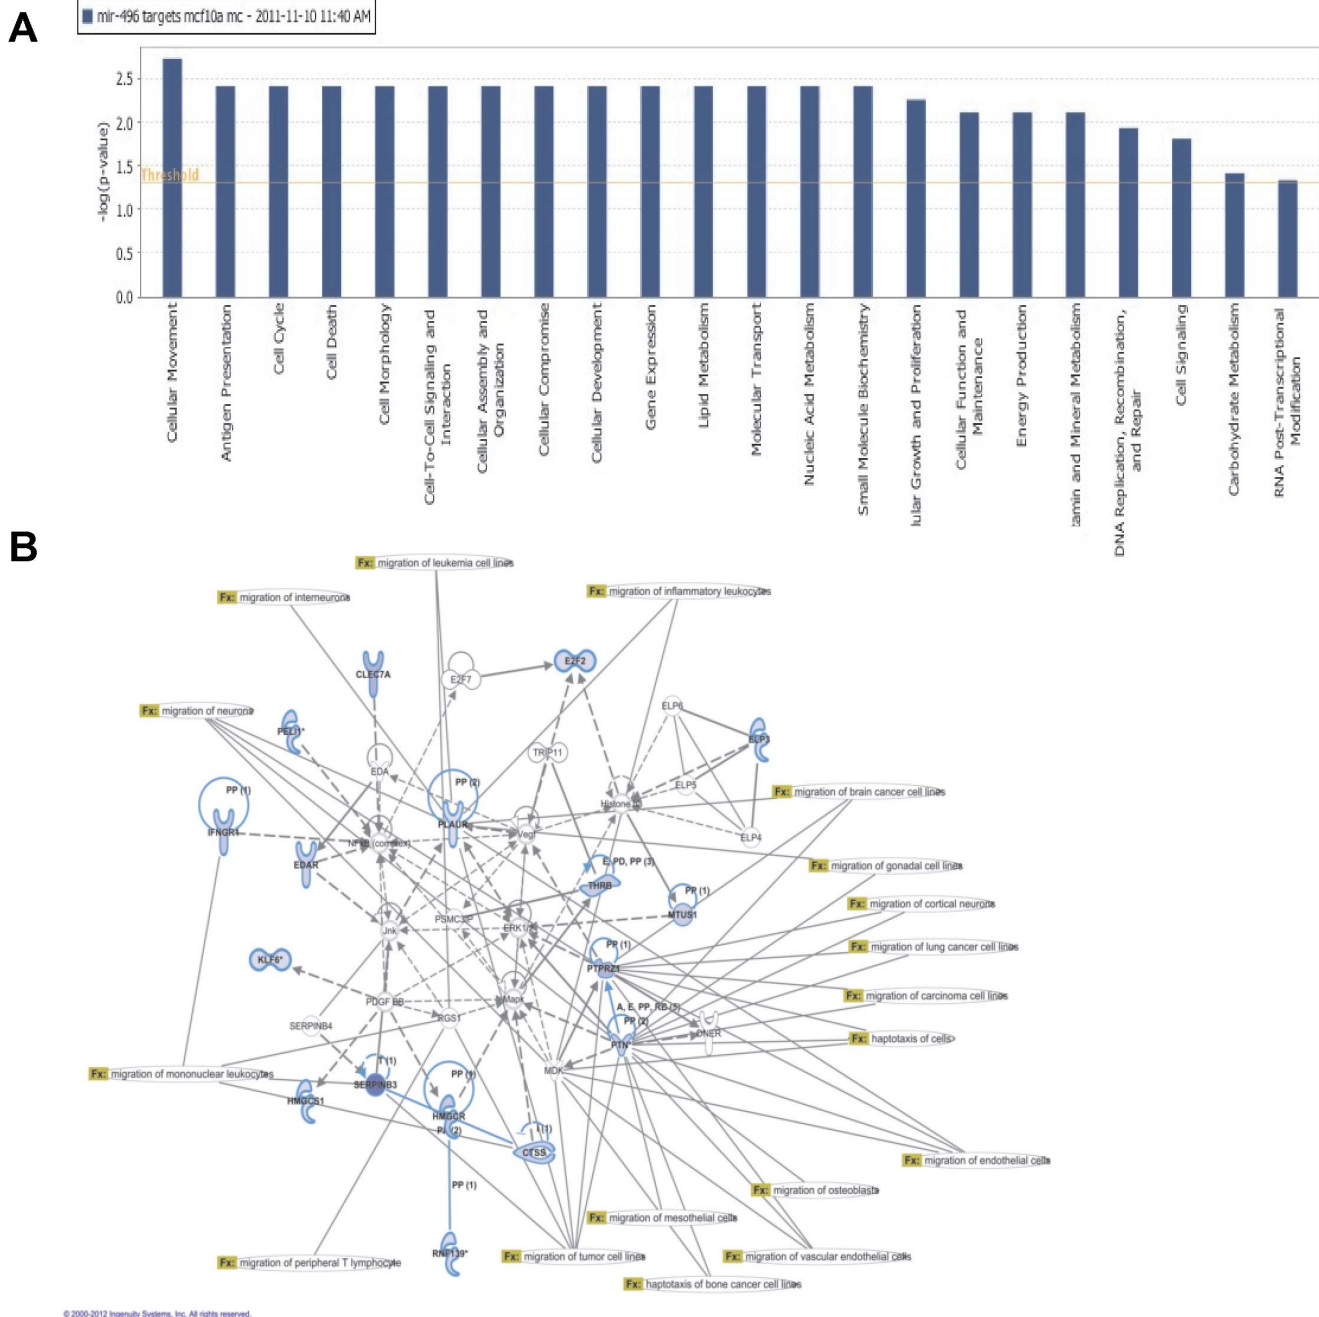 A
mir-496 targets mcf10a mc - 2011-11-10 11:40 AM
2.5
2.0
1.5
1.0
0.5
0.0
-log(p-value)
Threshold
Cellular Movement
Antigen Presentation
Cell Cycle
Cell Death
Cell Morphology
Cell-To-Cell Signaling and
Interaction
Cellular Assembly and
Organization
Cellular Compromise
Cellular Development
Gene Expression
Lipid Metabolism
Molecular Transport
Nucleic Acid Metabolism
Small Molecule Biochemistry
lular Growth and Proliferation
Cellular Function and
Maintenance
Energy Production
tamin and Mineral Metabolism
DNA Replication, Recombination,
and Repair
Cell Signaling
Carbohydrate Metabolism
RNA Post-Transcriptional
Modification
B
Fx: migration of leukemia cell lines
Fx: migration of interneurons
Fx: migration of inflammatory leukocytes
CLEC7A
E2F7
E2F2
Fx: migration of neurons
PELI1*
ELP6
ELP3
TRIP11
EDA
ELP5
PP (1)
PP (2)
Fx: migration of brain cancer cell lines
Histone h3
IFNGR1
PLAUR
Vegf
ELP4
NFkB (complex)
EDAR
E, PD, PP (3)
Fx: migration of gonadal cell lines
THRB
PP (1)
MTUS1
Fx: migration of cortical neurons
PSMC3IP
Jnk
ERK1/2
PP (1)
Fx: migration of lung cancer cell lines
KLF6*
PTPRZ1
PDGF BB
Mapk
Fx: migration of carcinoma cell lines
A, E, PP, RB (5)
SERPINB4
RGS1
PP (2)
DNER
Fx: haptotaxis of cells
PTN*
T (1)
Fx: migration of mononuclear leukocytes
PP (1)
MDK
SERPINB3
HMGCS1
HMGCR
(2)
I (1)
CTSS
Fx: migration of endothelial cells
PP (1)
Fx: migration of osteoblasts
Fx: migration of mesothelial cells
RNF139*
Fx: migration of peripheral T lymphocyte
Fx: migration of tumor cell lines
Fx: migration of vascular endothelial cells
Fx: haptotaxis of bone cancer cell lines
© 2000-2012 Ingenuity Systems, Inc. All rights reserved.